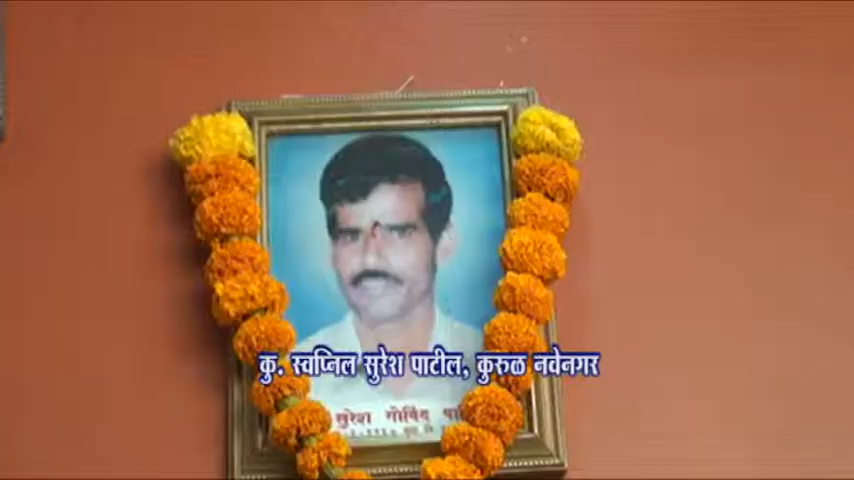 कु. स्वप्निल सुरेश पाटील, कुरुळ नवेनगर
सुरेश गोविंद